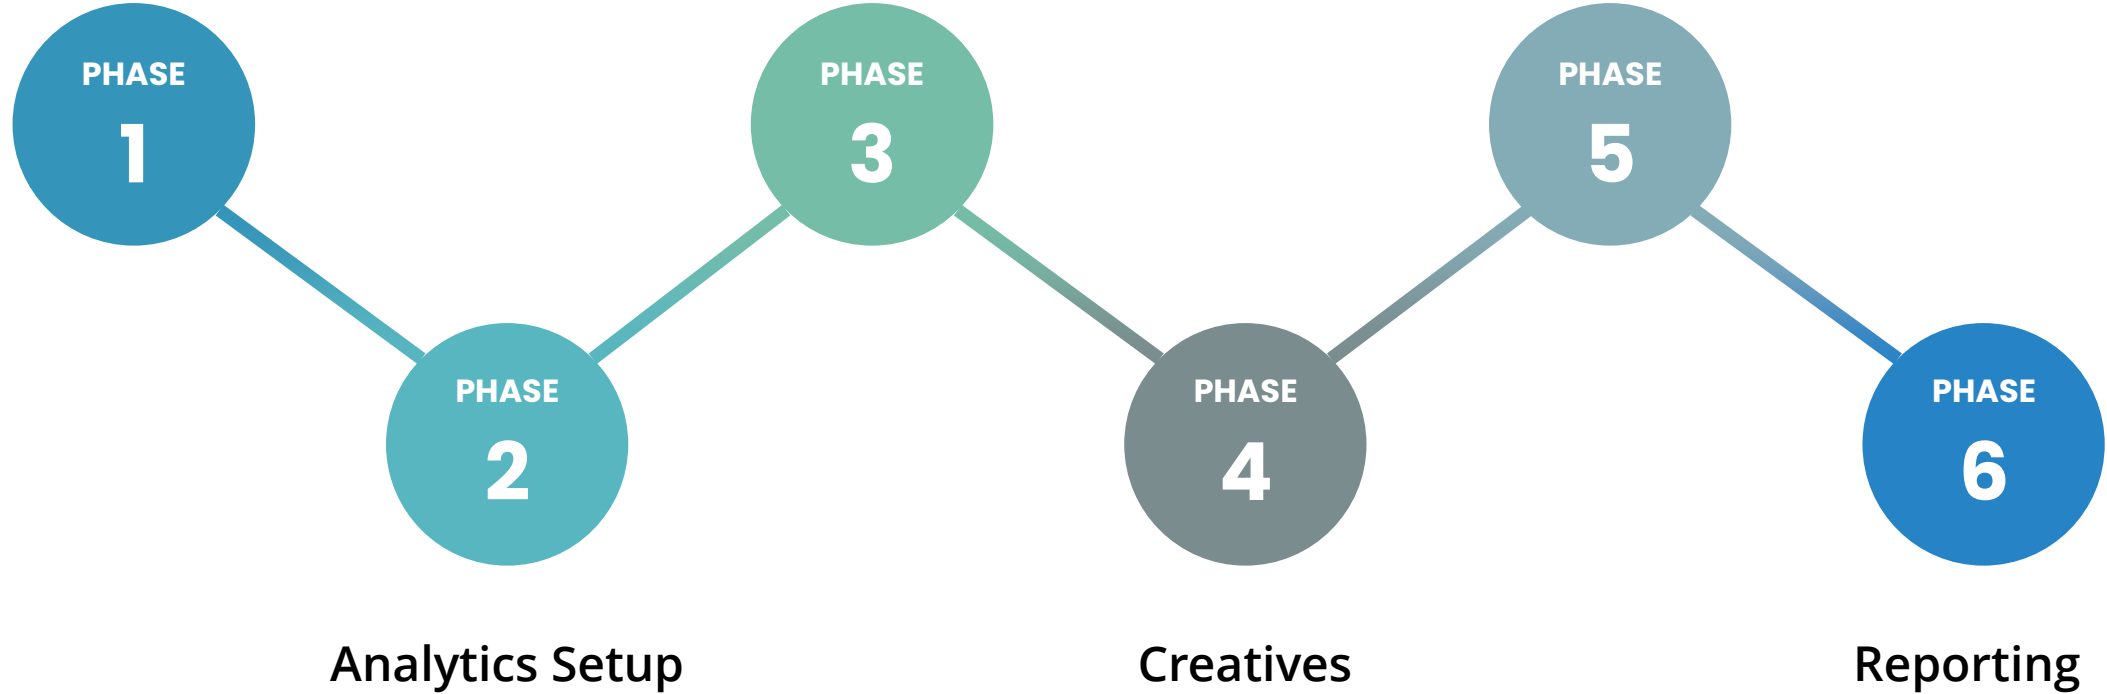 PHASE
1
PHASE
2
PHASE
3
PHASE
4
PHASE
5
PHASE
6
Analytics Setup
Creatives
Reporting